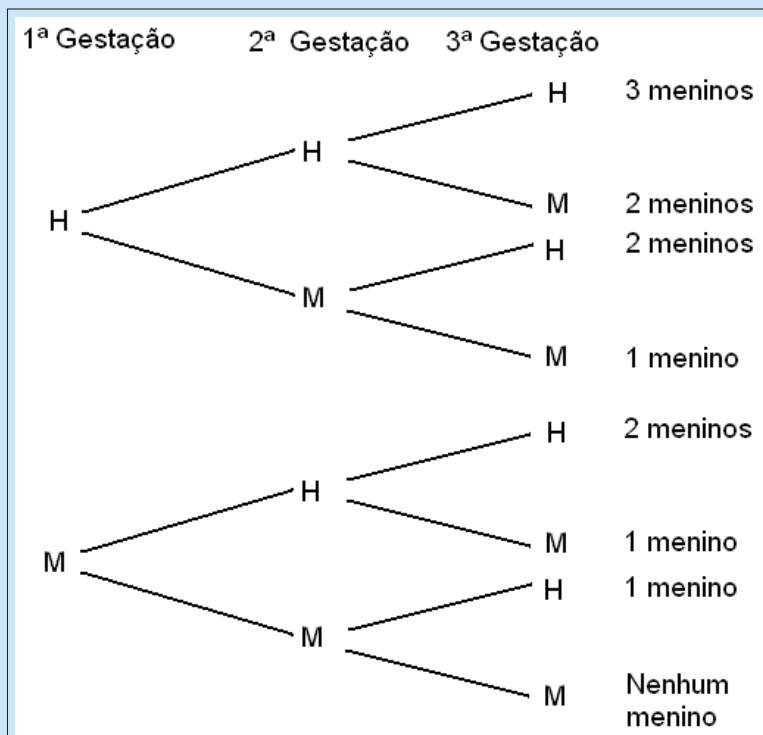 1ª Gestação 2ª Gestação 3ª Gestação
H 3 meninos
H
M 2 meninos
H
H 2 meninos
M
M 1 menino
H 2 meninos
H
M 1 menino
M
H 1 menino
M
M Nenhum
menino